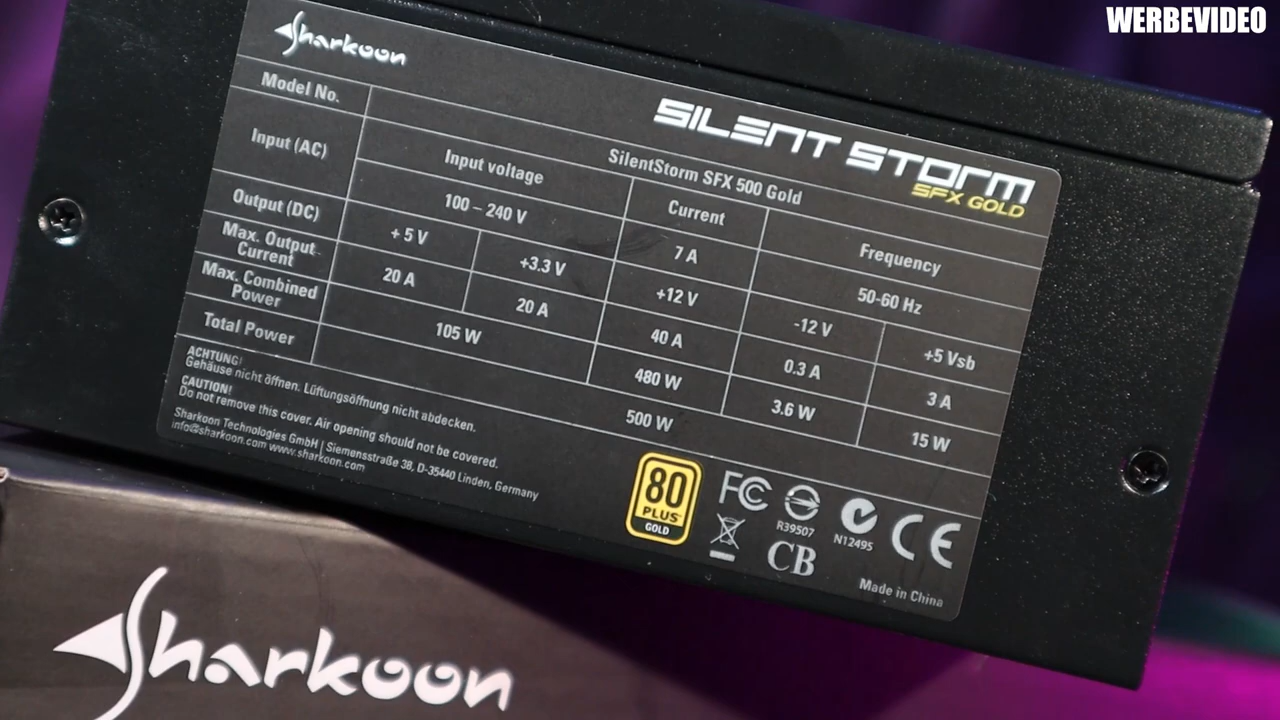 WERBEVIDEO
Sharkoon
SILENT STORM
SFX GOLD
Model No.
SilentStorm SFX 500 Gold
Input (AC)
Input voltage
Current
Frequency
100 – 240 V
7 A
50-60 Hz
Output (DC)
+ 5 V
+3.3 V
+12 V
-12 V
+5 Vsb
Max. Output
Current
20 A
20 A
40 A
0.3 A
3 A
Max. Combined
Power
105 W
480 W
3.6 W
15 W
Total Power
500 W
ACHTUNG!
Gehäuse nicht öffnen. Lüftungsöffnung nicht abdecken.
CAUTION!
Do not remove this cover. Air opening should not be covered.
Sharkoon Technologies GmbH | Siemensstraße 38, D-35440 Linden, Germany
info@sharkoon.com www.sharkoon.com
80
PLUS
GOLD
FC
R39507
N12495
CE
CB
Made in China
Sharkoon